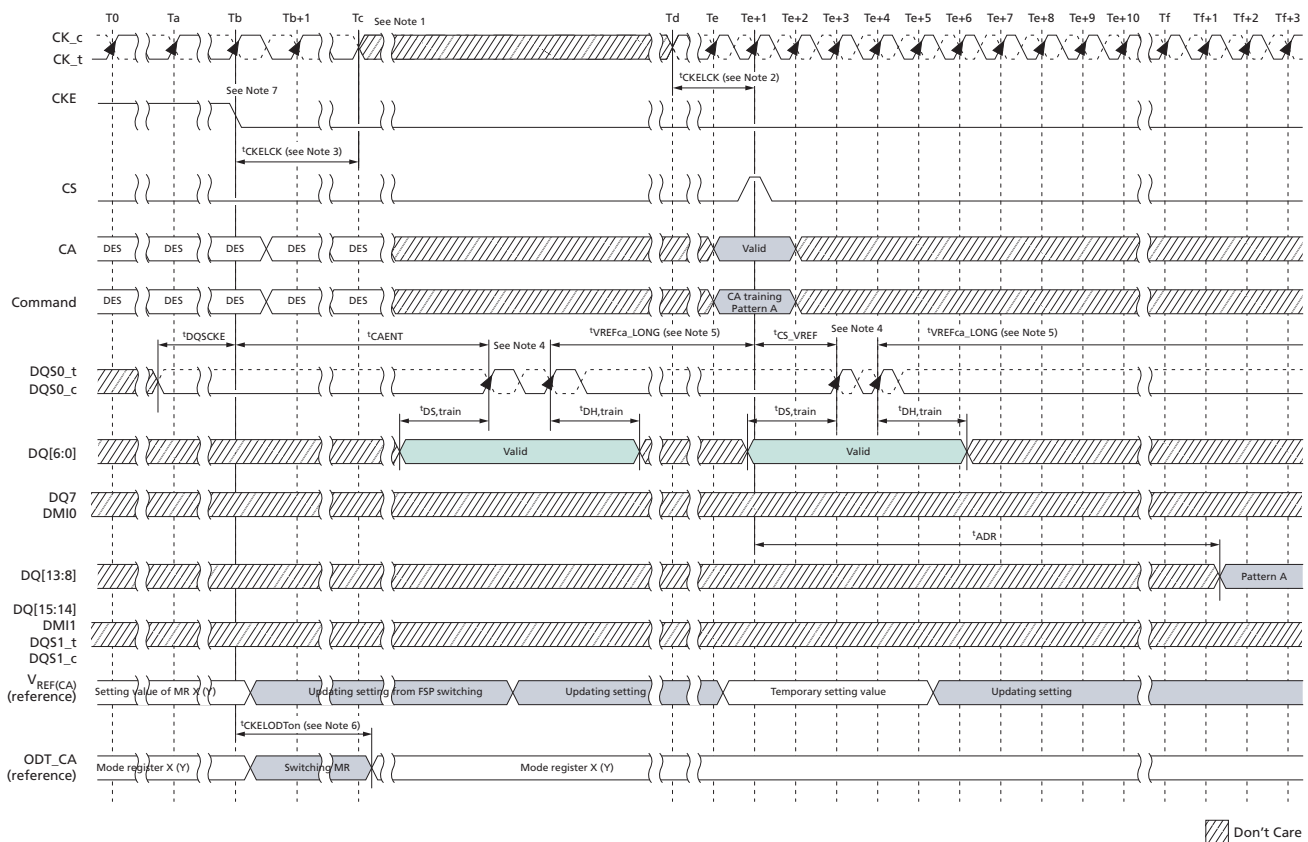 T0 Ta Tb Tb+1 Tc See Note 1 Td Te Te+1 Te+2 Te+3 Te+4 Te+5 Te+6 Te+7 Te+8 Te+9 Te+10 Tf Tf+1 Tf+2 Tf+3
CK_c
CK_t
tCKELCK (see Note 2)
CKE See Note 7
tCKELCK (see Note 3)
CS
CA DES DES DES DES DES Valid
Command DES DES DES DES DES CA training
Pattern A
tDQSCKE tCAENT See Note 4 tVREFca_LONG (see Note 5) tCS_VREF See Note 4 tVREFca_LONG (see Note 5)
DQS0_t
DQS0_c
tDS,train tDH,train tDS,train tDH,train
DQ[6:0] Valid Valid
DQ7
DMI0
tADR
DQ[13:8] Pattern A
DQ[15:14]
DMI1
DQS1_t
DQS1_c
VREF(CA)
(reference) Setting value of MR X (Y) Updating setting from FSP switching Updating setting Temporary setting value Updating setting
tCKELODTon (see Note 6)
ODT_CA
(reference) Mode register X (Y) Switching MR Mode register X (Y)
Don't Care